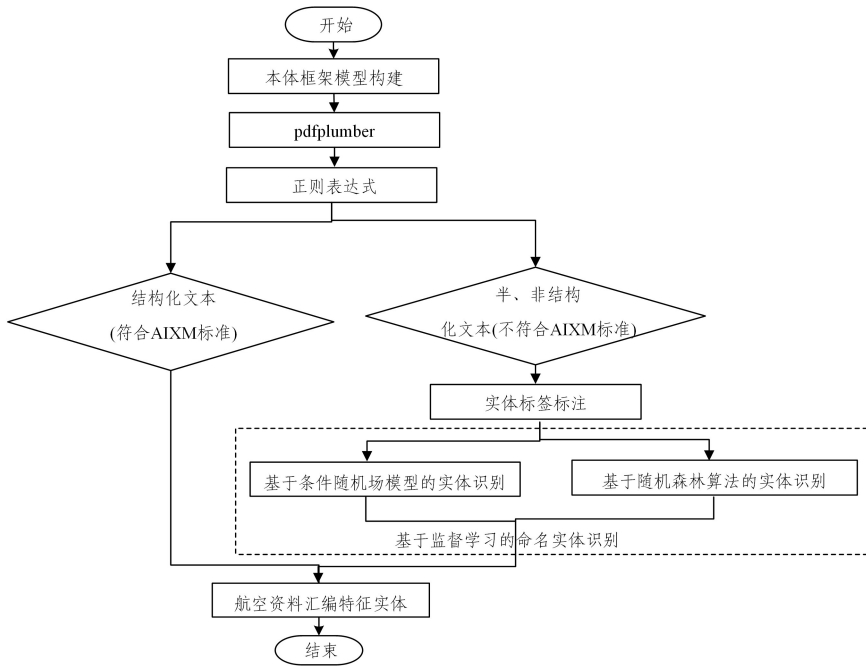 开始
本体框架模型构建
pdfplumber
正则表达式
结构化文本
(符合AIXM标准)
半、非结构
化文本(不符合AIXM标准)
实体标签标注
基于条件随机场模型的实体识别
基于随机森林算法的实体识别
基于监督学习的命名实体识别
航空资料汇编特征实体
结束